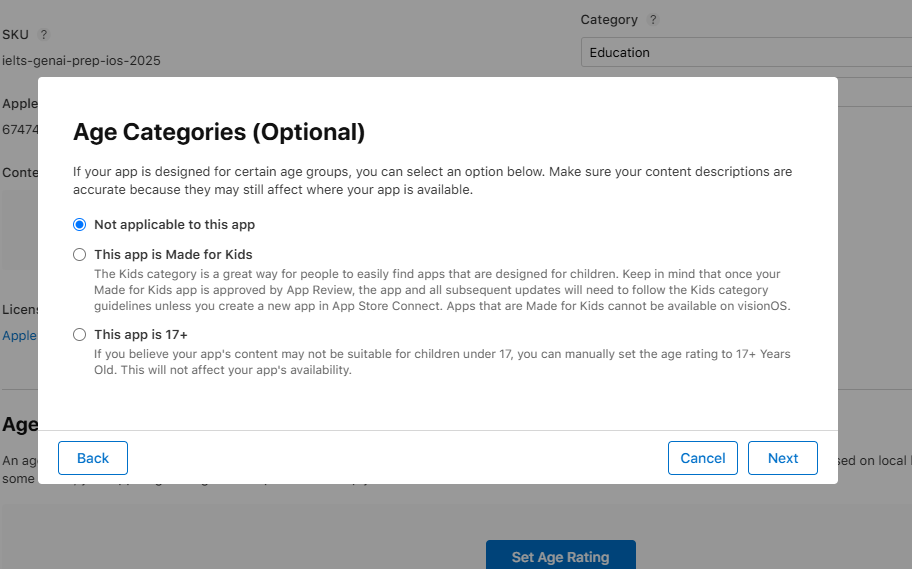 SKU ?
ielts-genai-prep-ios-2025
Category ?
Education
Apple
67474
Conte
Licens
Apple
Age Categories (Optional)
If your app is designed for certain age groups, you can select an option below. Make sure your content descriptions are
accurate because they may still affect where your app is available.
Not applicable to this app
This app is Made for Kids
The Kids category is a great way for people to easily find apps that are designed for children. Keep in mind that once your
Made for Kids app is approved by App Review, the app and all subsequent updates will need to follow the Kids category
guidelines unless you create a new app in App Store Connect. Apps that are Made for Kids cannot be available on visionOS.
This app is 17+
If you believe your app's content may not be suitable for children under 17, you can manually set the age rating to 17+ Years
Old. This will not affect your app's availability.
Back
Cancel
Next
Age
An ag
sed on local
some
Set Age Rating